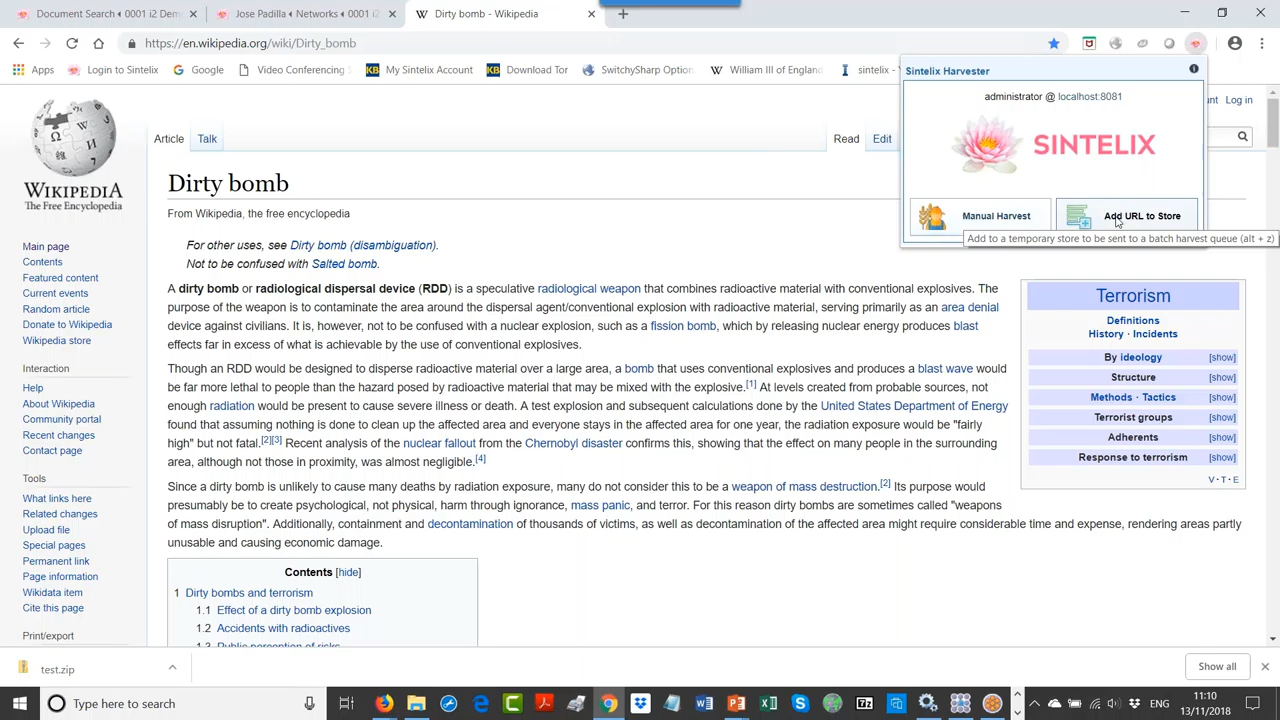 Document Search ◂ 0001 i2 Dem
Jose Padilla ◂ Networks ◂ 0001 i2
Dirty bomb - Wikipedia
https://en.wikipedia.org/wiki/Dirty_bomb
Apps
Login to Sintelix
Google
Video Conferencing
My Sintelix Account
Download Tor
SwitchySharp Option
William III of England
sintelix -
Sintelix Harvester
administrator @ localhost:8081
SINTELIX
Manual Harvest
Add URL to Store
Add to a temporary store to be sent to a batch harvest queue (alt + z)
Log in
WIKIPEDIA
The Free Encyclopedia
Article
Talk
Read
Edit
Dirty bomb
From Wikipedia, the free encyclopedia
For other uses, see Dirty bomb (disambiguation).
Not to be confused with Salted bomb.
A dirty bomb or radiological dispersal device (RDD) is a speculative radiological weapon that combines radioactive material with conventional explosives. The
purpose of the weapon is to contaminate the area around the dispersal agent/conventional explosion with radioactive material, serving primarily as an area denial
device against civilians. It is, however, not to be confused with a nuclear explosion, such as a fission bomb, which by releasing nuclear energy produces blast
effects far in excess of what is achievable by the use of conventional explosives.
Though an RDD would be designed to disperse radioactive material over a large area, a bomb that uses conventional explosives and produces a blast wave would
be far more lethal to people than the hazard posed by radioactive material that may be mixed with the explosive.[1] At levels created from probable sources, not
enough radiation would be present to cause severe illness or death. A test explosion and subsequent calculations done by the United States Department of Energy
found that assuming nothing is done to clean up the affected area and everyone stays in the affected area for one year, the radiation exposure would be "fairly
high" but not fatal.[2][3] Recent analysis of the nuclear fallout from the Chernobyl disaster confirms this, showing that the effect on many people in the surrounding
area, although not those in proximity, was almost negligible.[4]
Since a dirty bomb is unlikely to cause many deaths by radiation exposure, many do not consider this to be a weapon of mass destruction.[2] Its purpose would
presumably be to create psychological, not physical, harm through ignorance, mass panic, and terror. For this reason dirty bombs are sometimes called "weapons
of mass disruption". Additionally, containment and decontamination of thousands of victims, as well as decontamination of the affected area might require considerable time and expense, rendering areas partly
unusable and causing economic damage.
Contents [hide]
1 Dirty bombs and terrorism
1.1 Effect of a dirty bomb explosion
1.2 Accidents with radioactives
1.3 Public perception of risks
Terrorism
Definitions
History · Incidents
By ideology [show]
Structure [show]
Methods · Tactics [show]
Terrorist groups [show]
Adherents [show]
Response to terrorism [show]
V · T · E
Main page
Contents
Featured content
Current events
Random article
Donate to Wikipedia
Wikipedia store
Interaction
Help
About Wikipedia
Community portal
Recent changes
Contact page
Tools
What links here
Related changes
Upload file
Special pages
Permanent link
Page information
Wikidata item
Cite this page
Print/export
test.zip
Show all
Type here to search
ENG
11:10
13/11/2018